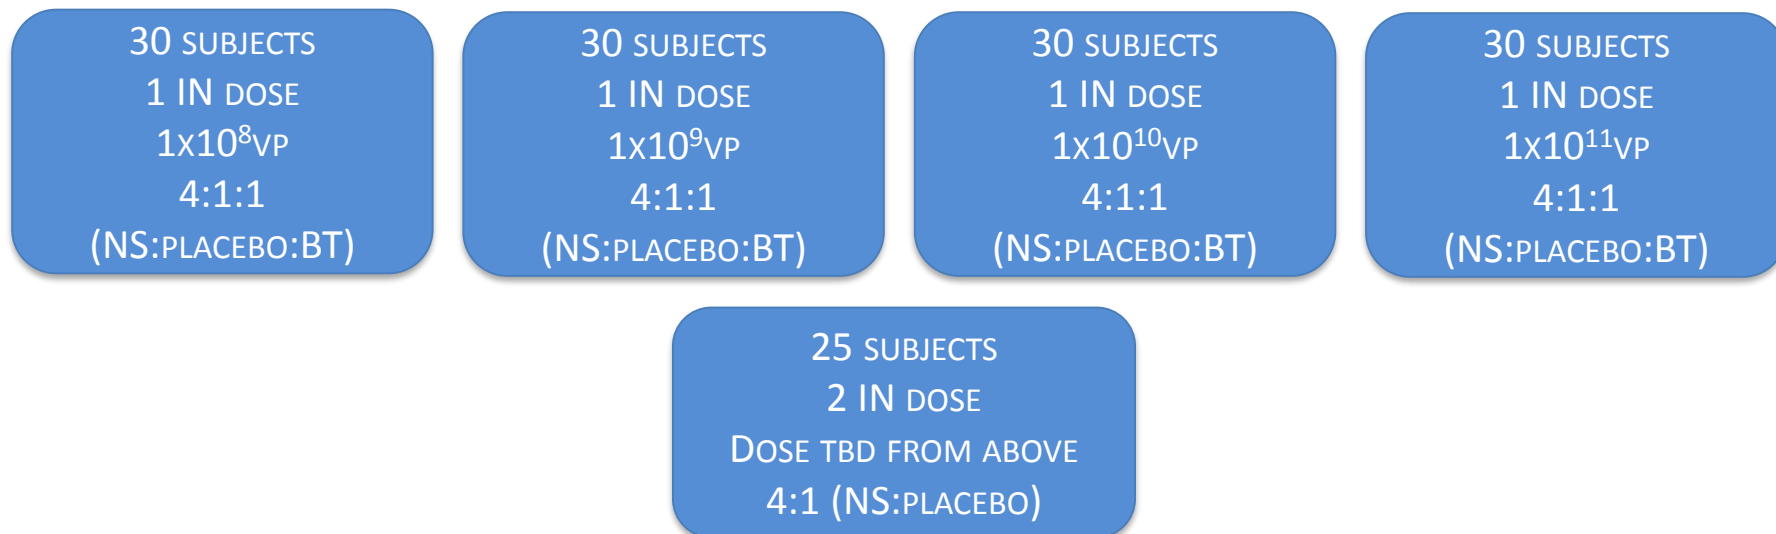 30 SUBJECTS
1 IN DOSE
1X10⁸VP
4:1:1
(NS:PLACEBO:BT)
30 SUBJECTS
1 IN DOSE
1X10⁹VP
4:1:1
(NS:PLACEBO:BT)
30 SUBJECTS
1 IN DOSE
1X10¹⁰VP
4:1:1
(NS:PLACEBO:BT)
30 SUBJECTS
1 IN DOSE
1X10¹¹VP
4:1:1
(NS:PLACEBO:BT)
25 SUBJECTS
2 IN DOSE
DOSE TBD FROM ABOVE
4:1 (NS:PLACEBO)